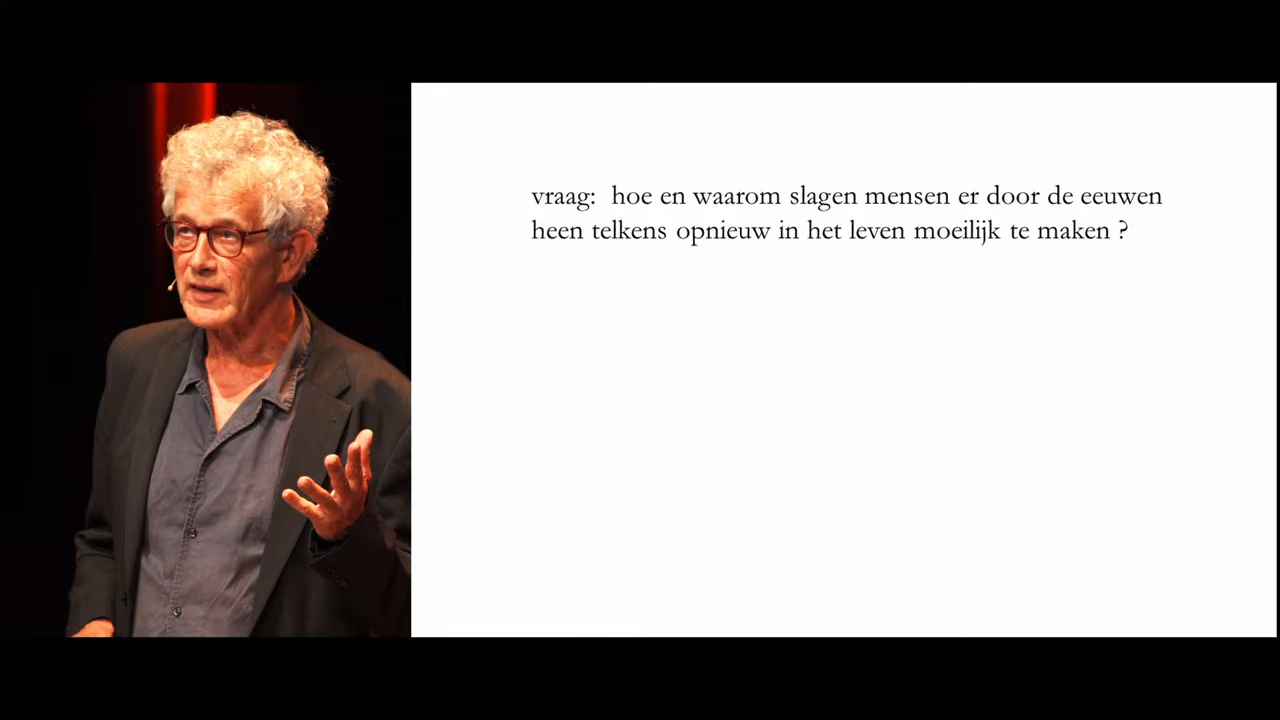 vraag:  hoe en waarom slagen mensen er door de eeuwen
heen telkens opnieuw in het leven moeilijk te maken ?